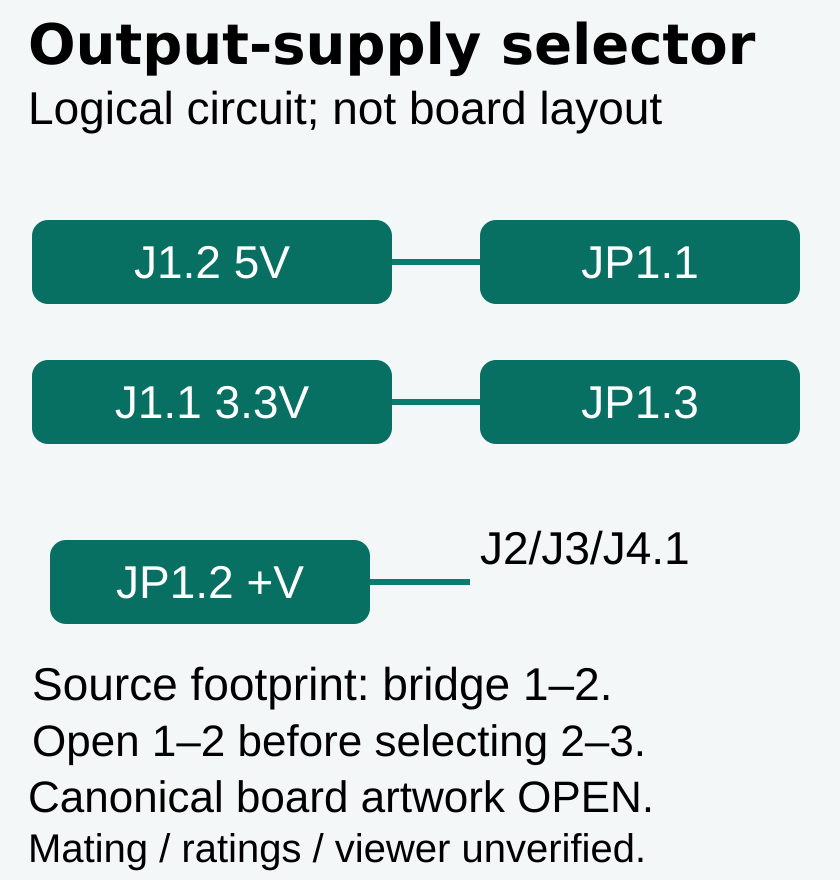 Output-supply selector
Logical circuit; not board layout
J1.2 5V
JP1.1
J1.1 3.3V
JP1.3
JP1.2 +V
J2/J3/J4.1
Source footprint: bridge 1–2.
Open 1–2 before selecting 2–3.
Canonical board artwork OPEN.
Mating / ratings / viewer unverified.